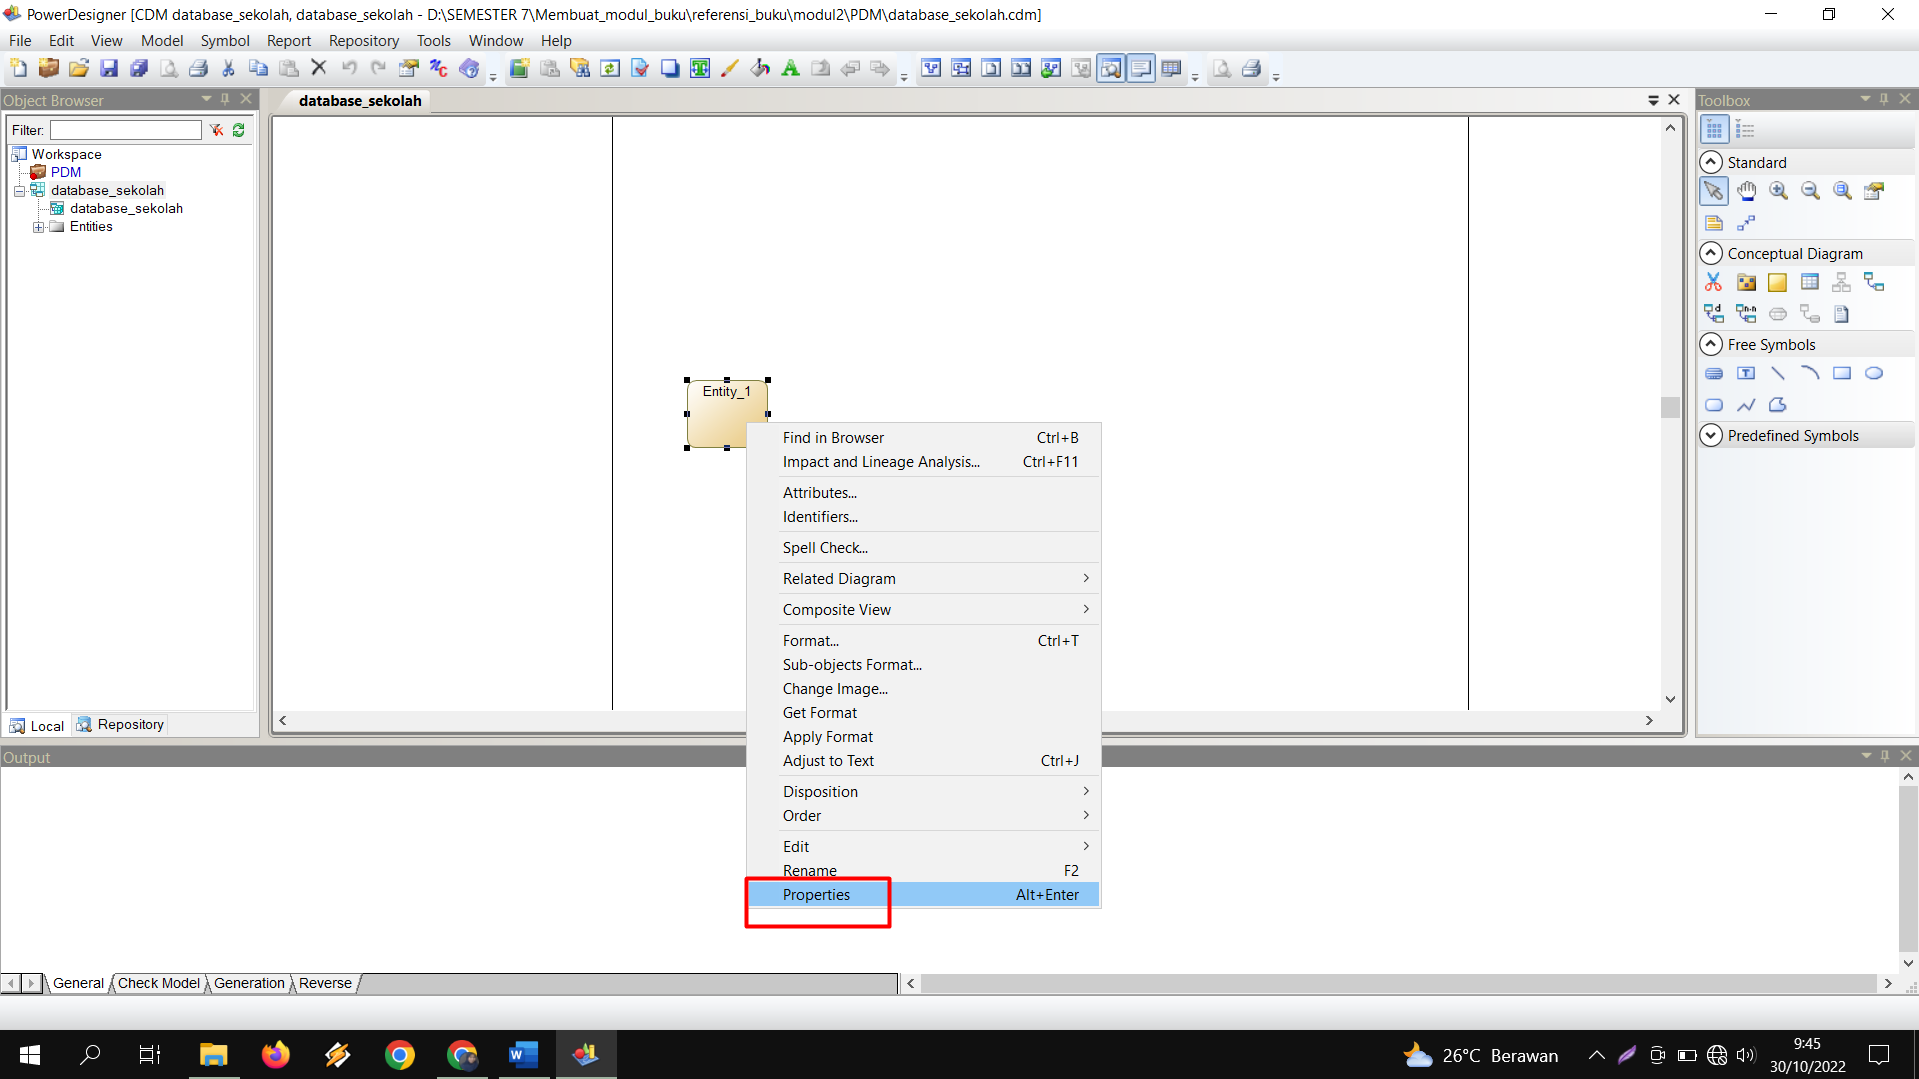 PowerDesigner [CDM database_sekolah, database_sekolah - D:\SEMESTER 7\Membuat_modul_buku\referensi_buku\modul2\PDM\database_sekolah.cdm]
File Edit View Model Symbol Report Repository Tools Window Help
Object Browser
database_sekolah
Toolbox
Filter:
Workspace
PDM
database_sekolah
database_sekolah
Entities
Standard
Conceptual Diagram
Free Symbols
Predefined Symbols
Entity_1
Find in Browser Ctrl+B
Impact and Lineage Analysis... Ctrl+F11
Attributes...
Identifiers...
Spell Check...
Related Diagram
Composite View
Format... Ctrl+T
Sub-objects Format...
Change Image...
Get Format
Apply Format
Adjust to Text Ctrl+J
Disposition
Order
Edit
Rename F2
Properties Alt+Enter
Local Repository
Output
General Check Model Generation Reverse
26°C Berawan
9:45
30/10/2022